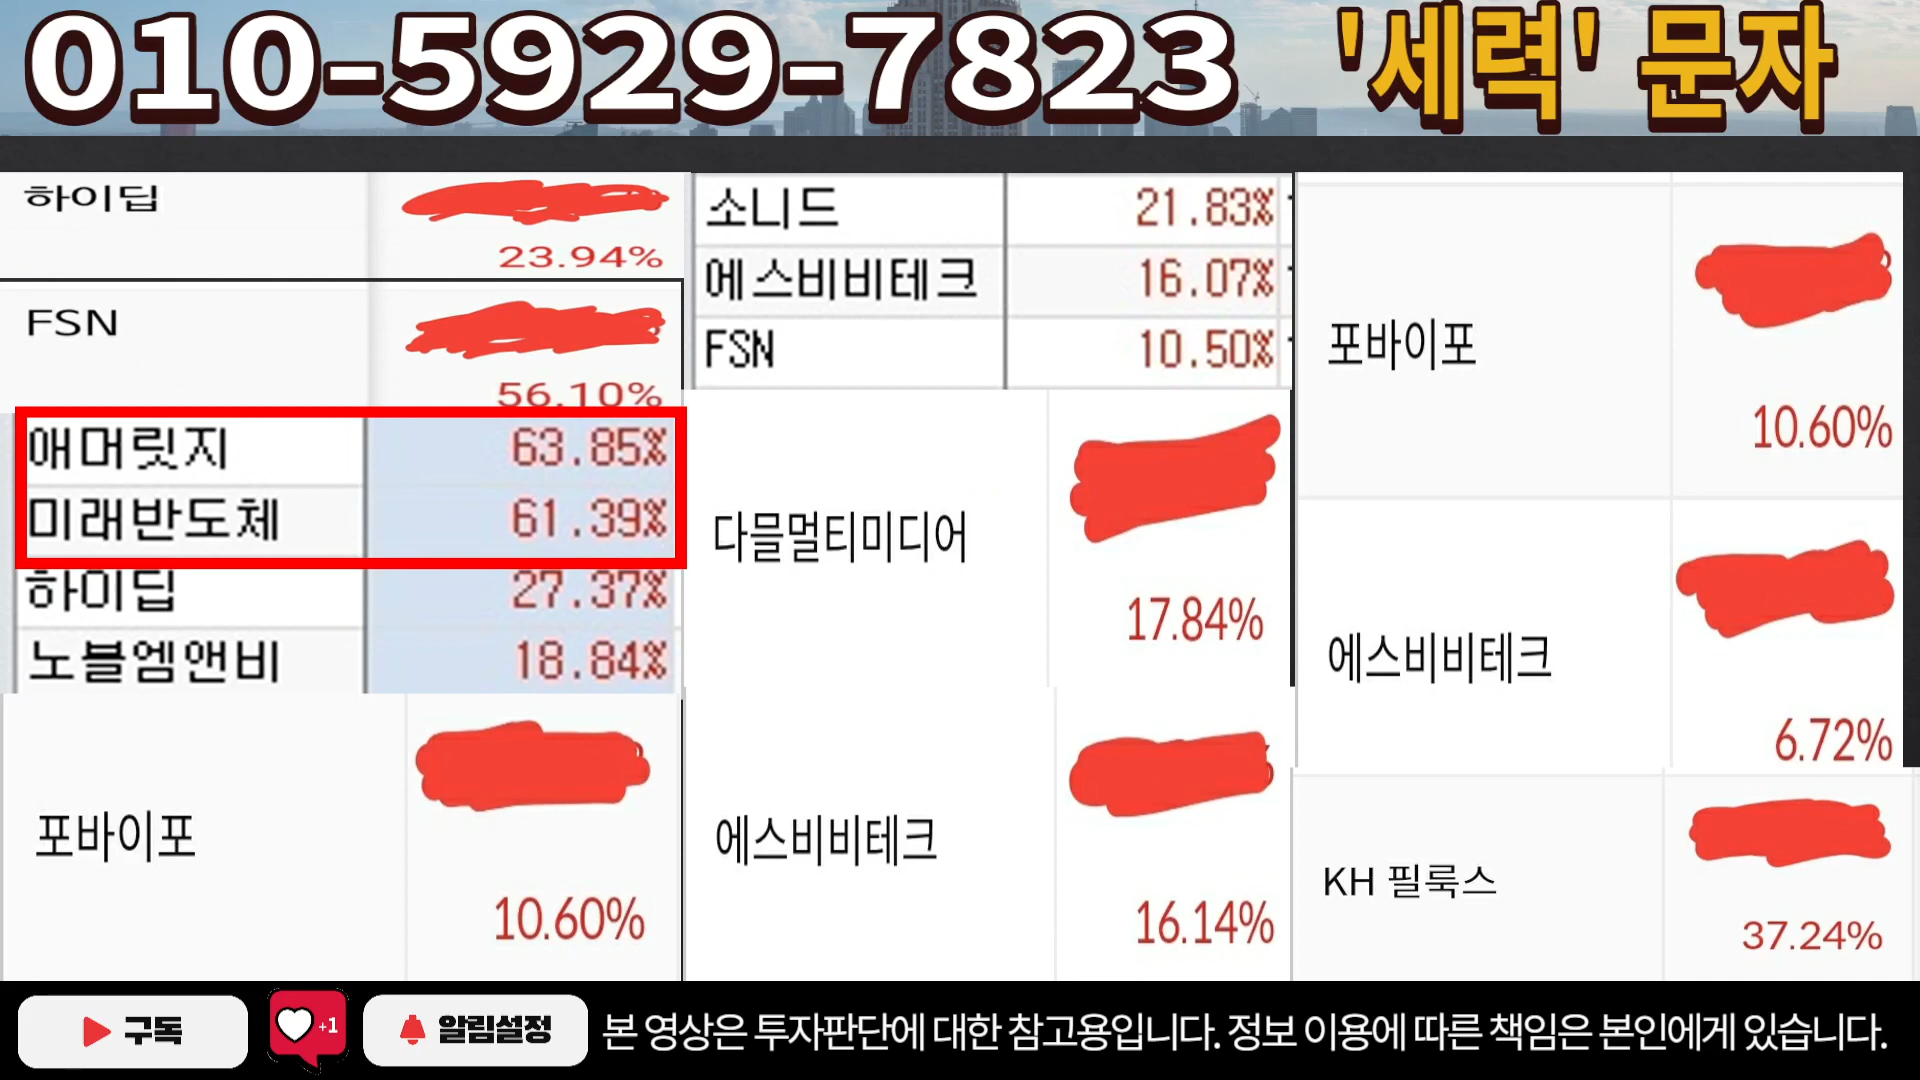 010-5929-7823 '세력' 문자
하이딥
23.94%
FSN
56.10%
애머릿지 63.85%
미래반도체 61.39%
하이딥 27.37%
노블엠앤비 18.84%
포바이포
10.60%
소니드 21.83%
에스비비테크 16.07%
FSN 10.50%
다믈멀티미디어
17.84%
에스비비테크
16.14%
포바이포
10.60%
에스비비테크
6.72%
KH 필룩스
37.24%
구독 +1 알림설정 본 영상은 투자판단에 대한 참고용입니다. 정보 이용에 따른 책임은 본인에게 있습니다.